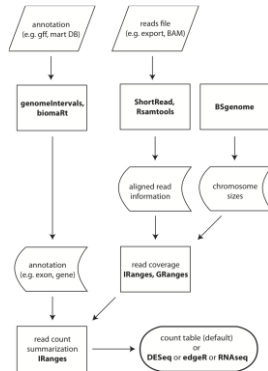 annotation
(e.g. gff, mart DB)
reads file
(e.g. export, BAM)
genomeIntervals,
biomaRt
ShortRead,
Rsamtools
BSgenome
aligned read
information
chromosome
sizes
annotation
(e.g. exon, gene)
read coverage
IRanges, GRanges
read count
summarization
IRanges
count table (default)
or
DESeq or edgeR or RNAseq